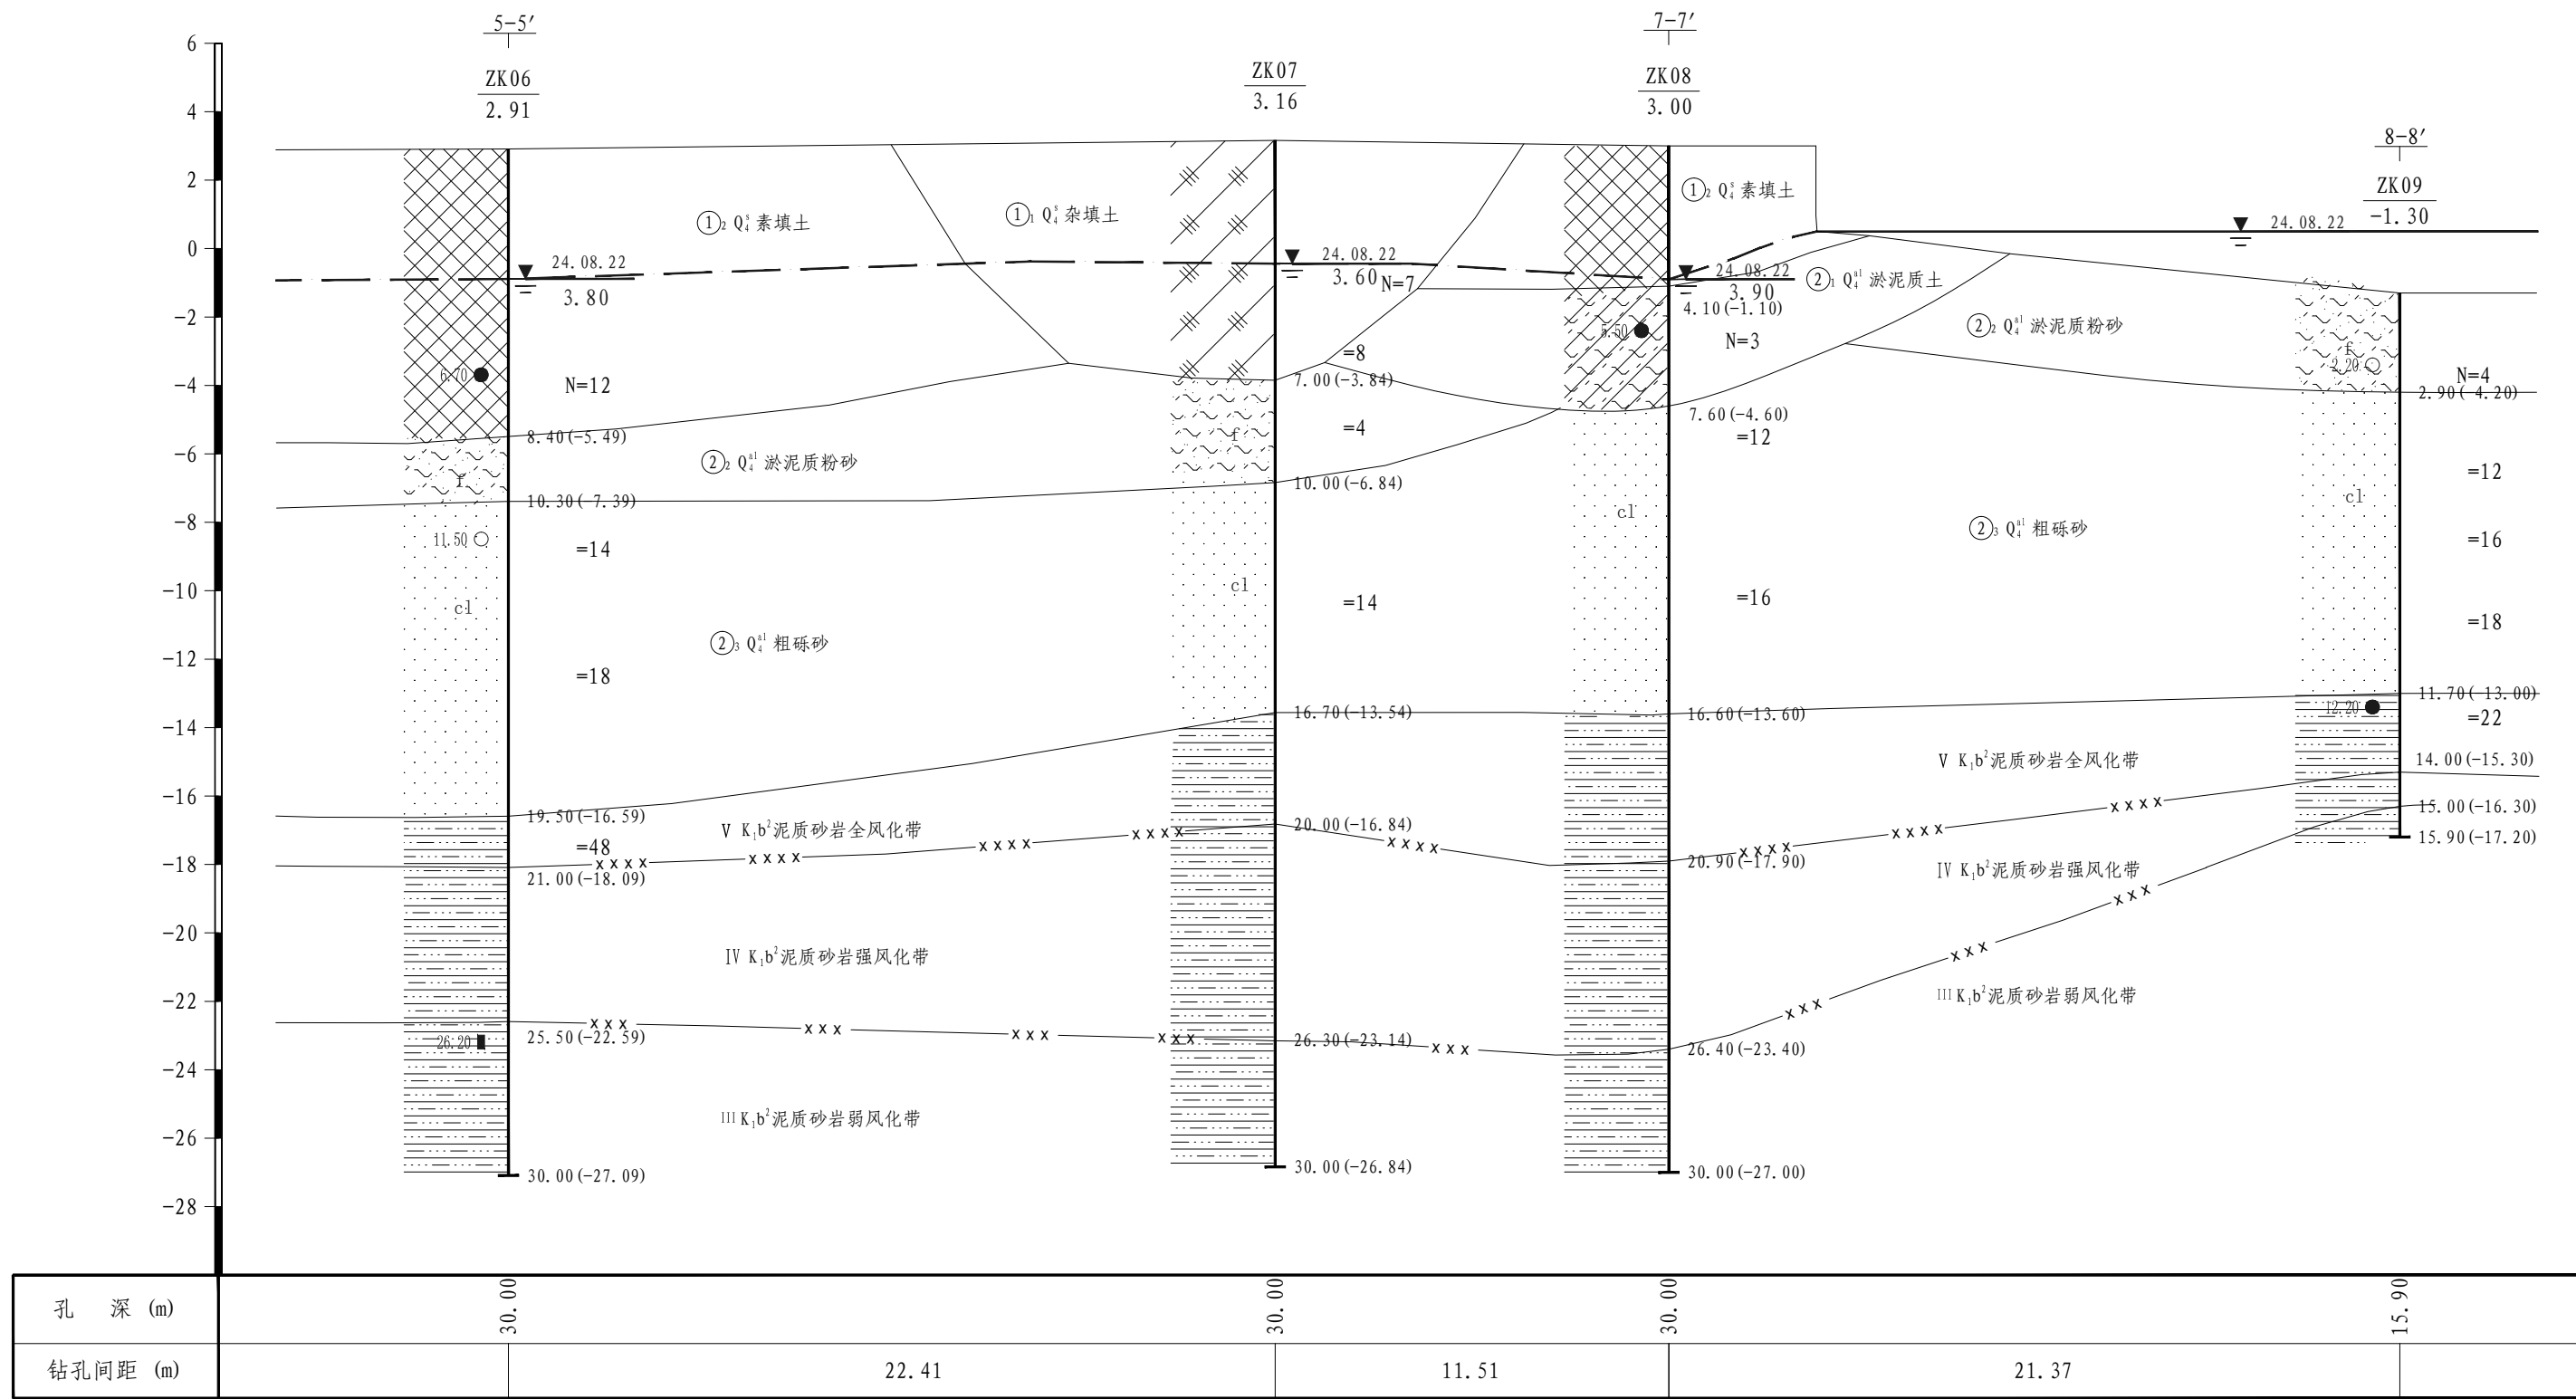 5-5′
7-7′
6
ZK06
2.91
ZK07
3.16
ZK08
3.00
4
8-8′
ZK09
-1.30
2
①₂ Q₄ˢ 素填土
①₁ Q₄ˢ 杂填土
①₂ Q₄ˢ 素填土
0
24.08.22
3.80
24.08.22
3.60
N=7
24.08.22
3.90
24.08.22
②₁ Q₄ᵃˡ 淤泥质土
4.10(-1.10)
-2
5.50
N=3
②₂ Q₄ᵃˡ 淤泥质粉砂
=8
f
2.20
N=4
-4
6.70
N=12
7.00(-3.84)
2.90(-4.20)
8.40(-5.49)
f
=4
7.60(-4.60)
=12
-6
f
②₂ Q₄ᵃˡ 淤泥质粉砂
=12
10.30(-7.39)
10.00(-6.84)
cl
cl
-8
11.50
=14
②₃ Q₄ᵃˡ 粗砾砂
=16
-10
cl
cl
=14
=16
②₃ Q₄ᵃˡ 粗砾砂
=18
-12
=18
16.70(-13.54)
16.60(-13.60)
12.20
11.70(-13.00)
=22
-14
V K₁b²泥质砂岩全风化带
14.00(-15.30)
-16
19.50(-16.59)
V K₁b²泥质砂岩全风化带
20.00(-16.84)
15.00(-16.30)
15.90(-17.20)
=48
-18
21.00(-18.09)
20.90(-17.90)
IV K₁b²泥质砂岩强风化带
-20
IV K₁b²泥质砂岩强风化带
III K₁b²泥质砂岩弱风化带
-22
26.20
25.50(-22.59)
26.30(-23.14)
26.40(-23.40)
-24
III K₁b²泥质砂岩弱风化带
-26
30.00(-27.09)
30.00(-26.84)
30.00(-27.00)
-28
孔 深 (m)
30.00
30.00
30.00
15.90
钻孔间距 (m)
22.41
11.51
21.37